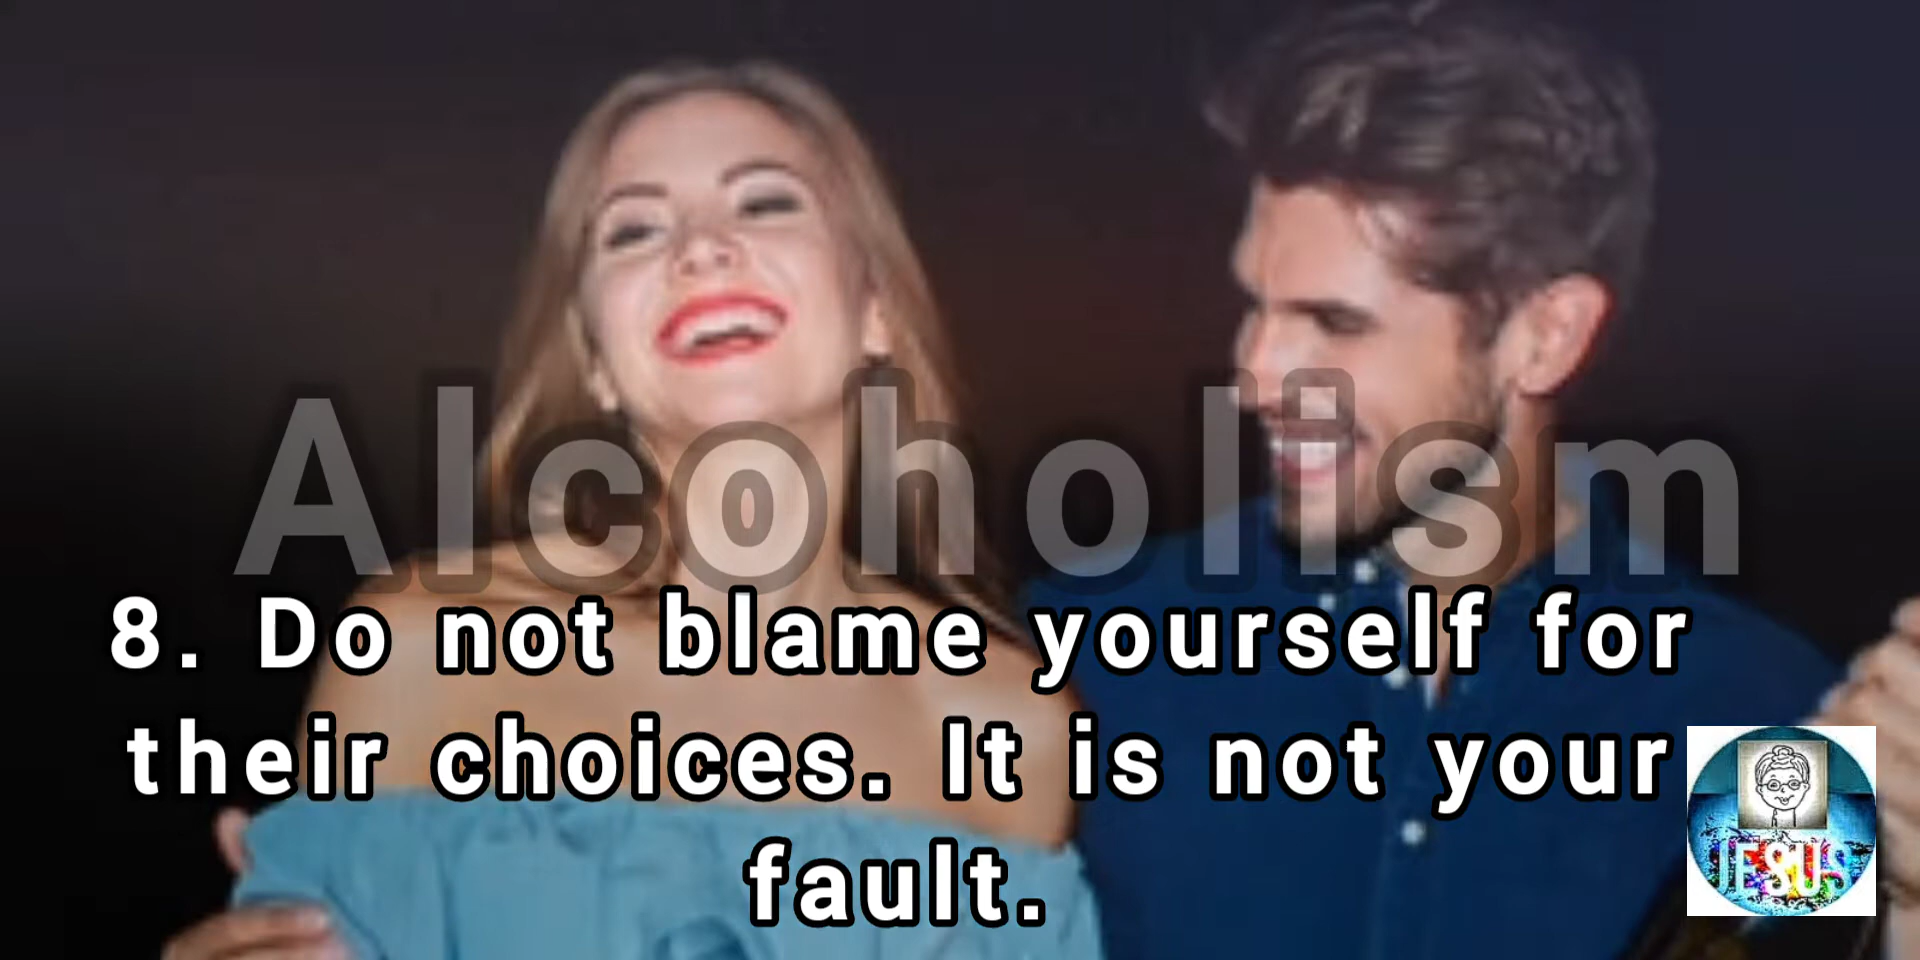 Alcoholism
8. Do not blame yourself for
their choices. It is not your
fault.
JESUS